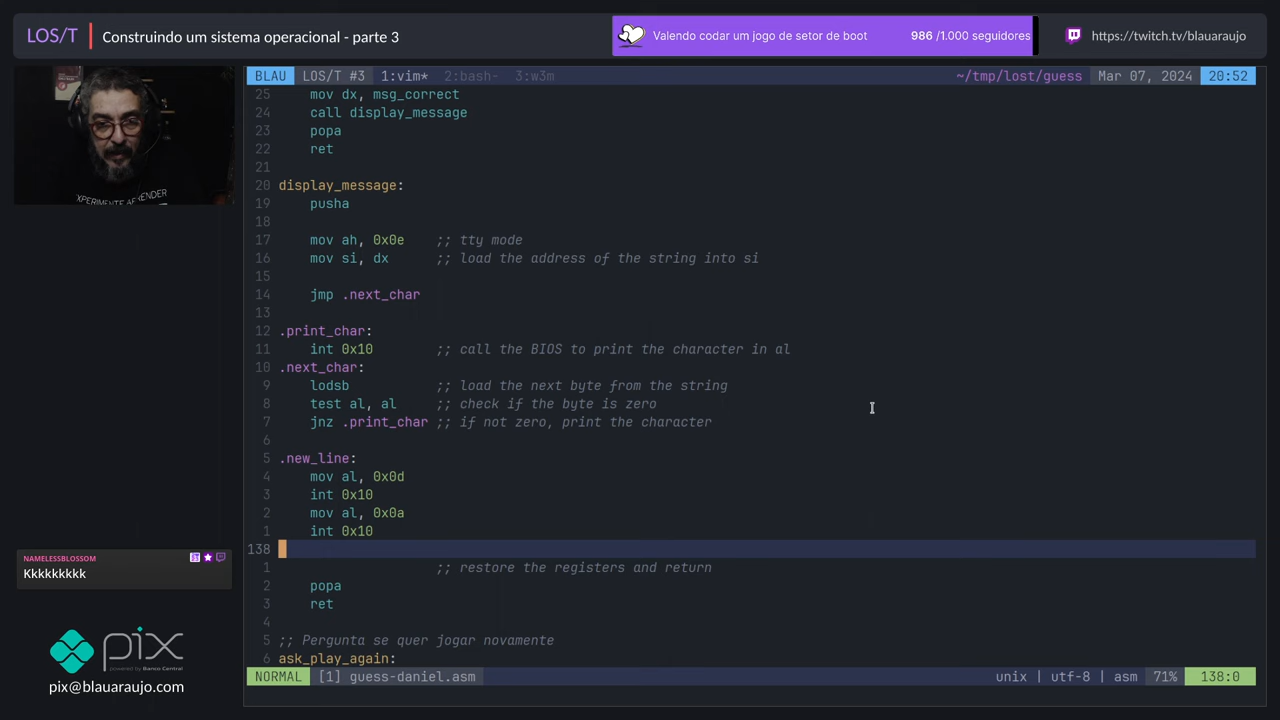 LOS/T
Construindo um sistema operacional - parte 3
Valendo codar um jogo de setor de boot
986 /1.000 seguidores
https://twitch.tv/blauaraujo
BLAU LOS/T #3 1:vim* 2:bash- 3:w3m ~/tmp/lost/guess Mar 07, 2024 20:52
25 mov dx, msg_correct
24 call display_message
23 popa
22 ret
21
20 display_message:
19 pusha
18
17 mov ah, 0x0e ;; tty mode
16 mov si, dx ;; load the address of the string into si
15
14 jmp .next_char
13
12 .print_char:
11 int 0x10 ;; call the BIOS to print the character in al
10 .next_char:
9 lodsb ;; load the next byte from the string
8 test al, al ;; check if the byte is zero
7 jnz .print_char ;; if not zero, print the character
6
5 .new_line:
4 mov al, 0x0d
3 int 0x10
2 mov al, 0x0a
1 int 0x10
138
1 ;; restore the registers and return
2 popa
3 ret
4
5 ;; Pergunta se quer jogar novamente
6 ask_play_again:
NORMAL [1] guess-daniel.asm unix | utf-8 | asm 71% 138:0
NAMELESSBLOSSOM
Kkkkkkkkk
pix
powered by Banco Central
pix@blauaraujo.com